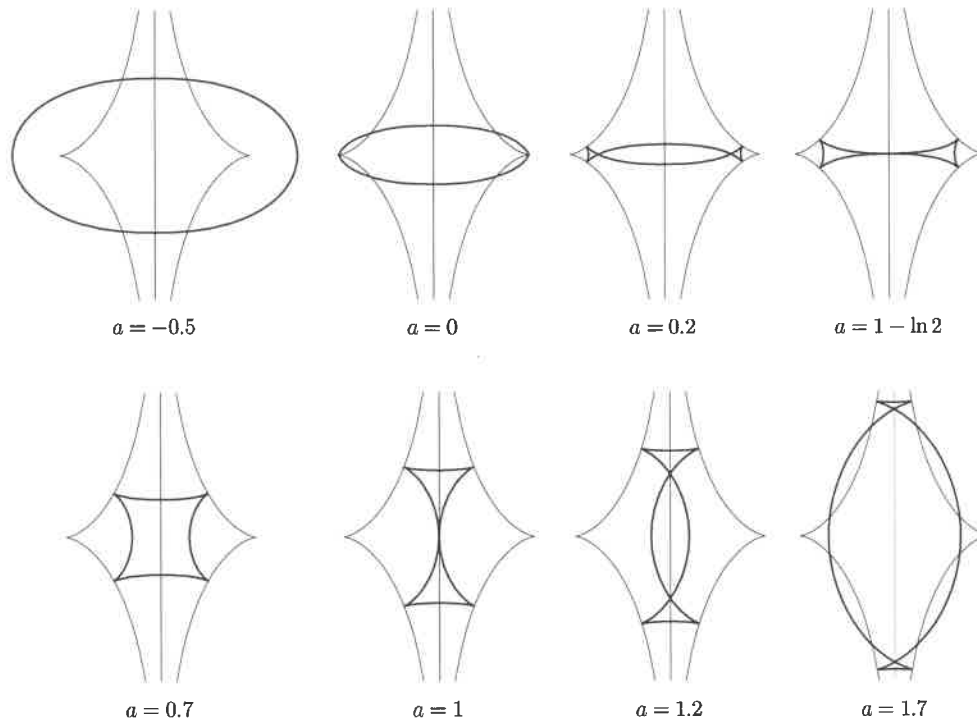 a = −0.5 a = 0 a = 0.2 a = 1 − ln 2
a = 0.7 a = 1 a = 1.2 a = 1.7